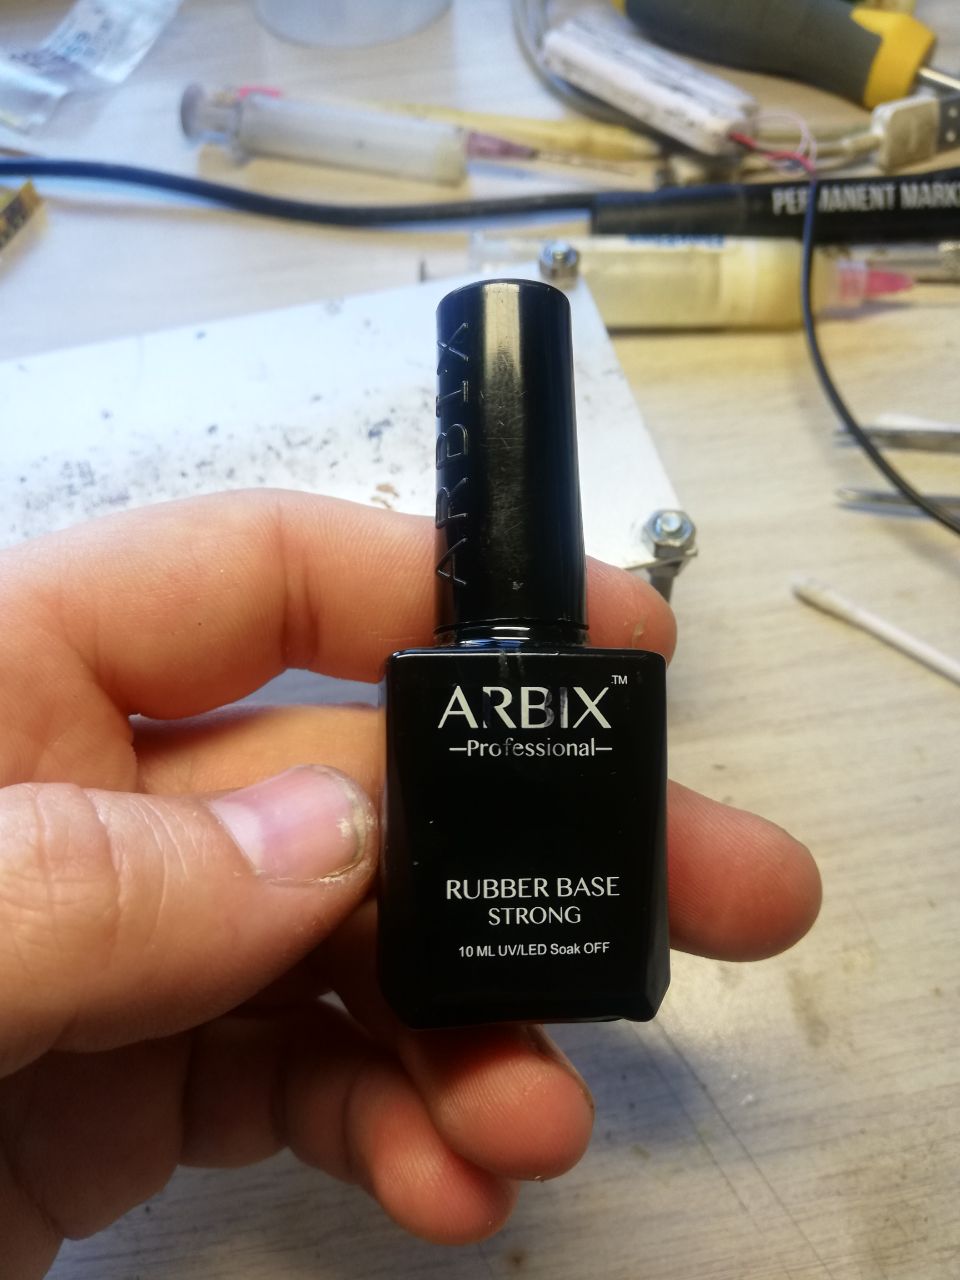 PERMANENT MARK
ARBIX
ARBIX™
—Professional—
RUBBER BASE
STRONG
10 ML UV/LED Soak OFF